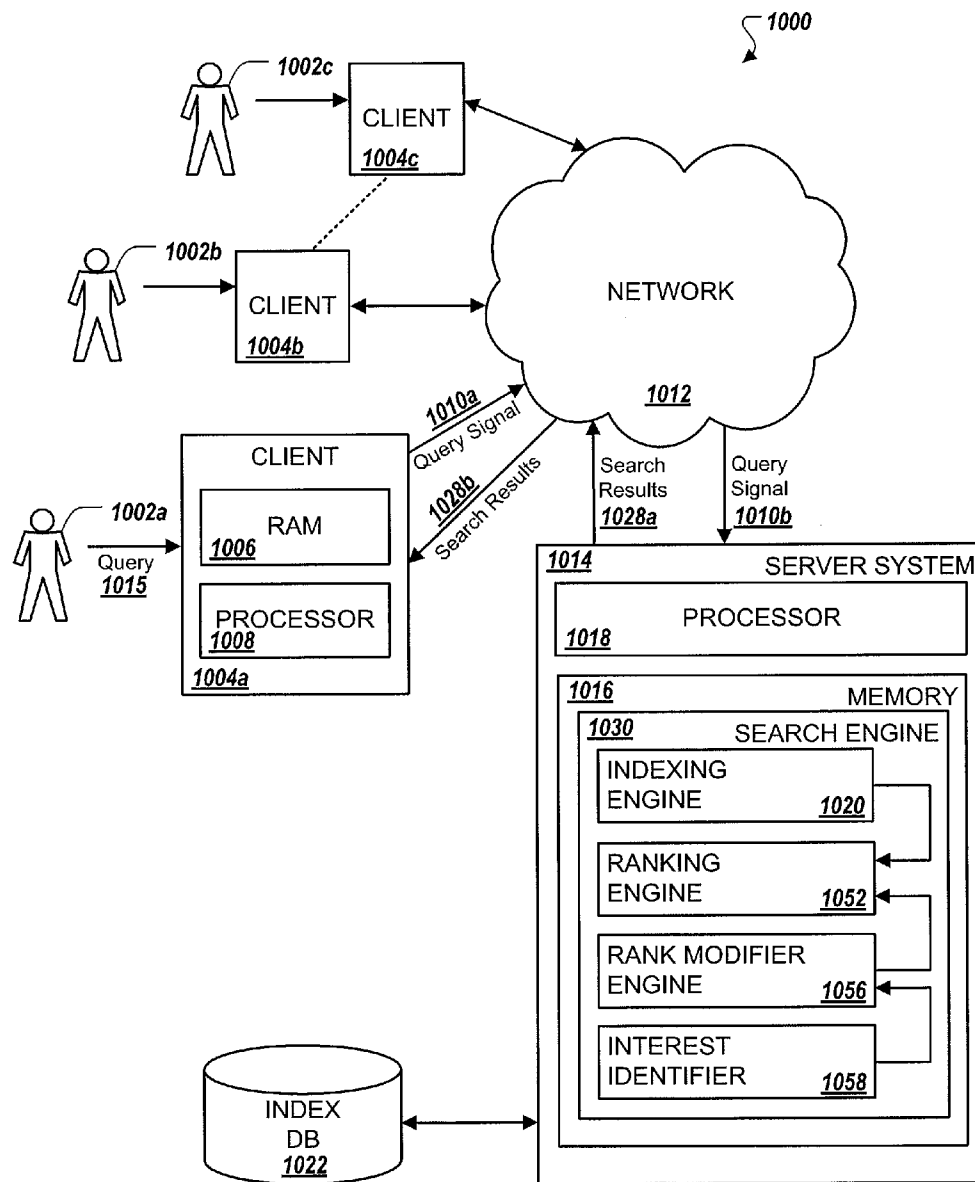 1000
1002c
CLIENT
1004c
1002b
CLIENT
1004b
NETWORK
1012
1010a
Query Signal
1028b
Search Results
CLIENT
RAM
1006
PROCESSOR
1008
1004a
1002a
Query
1015
Search
Results
1028a
Query
Signal
1010b
1014
SERVER SYSTEM
PROCESSOR
1018
1016
MEMORY
1030
SEARCH ENGINE
INDEXING
ENGINE
1020
RANKING
ENGINE
1052
RANK MODIFIER
ENGINE
1056
INTEREST
IDENTIFIER
1058
INDEX
DB
1022